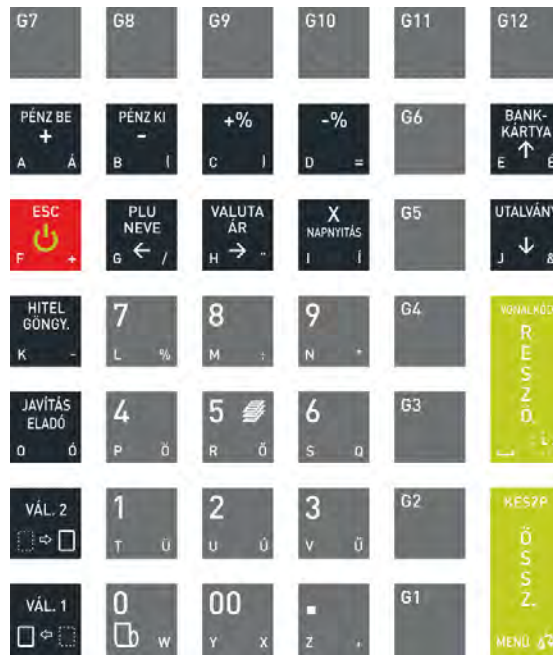 G7 G8 G9 G10 G11 G12
PÉNZ BE PÉNZ KI +% -% G6 BANK-
+ - KÁRTYA
A Á B ( C ) D = E É
ESC PLU VALUTA X G5 UTALVÁNY
NEVE ÁR NAPNYITÁS
F + G / H " I Í J &
HITEL 7 8 9 G4 VONALKÓD
GÖNGY.
K - L % M : N * R
E
S
Z
Ö.
JAVÍTÁS 4 5 6 G3
ELADÓ
O Ó P Ö R Ő S Q
VÁL. 2 1 2 3 G2 KÉSZP.
T Ü U Ú V Ű
Ö
S
S
Z.
VÁL. 1 0 00 . G1
W Y X Z , MENÜ